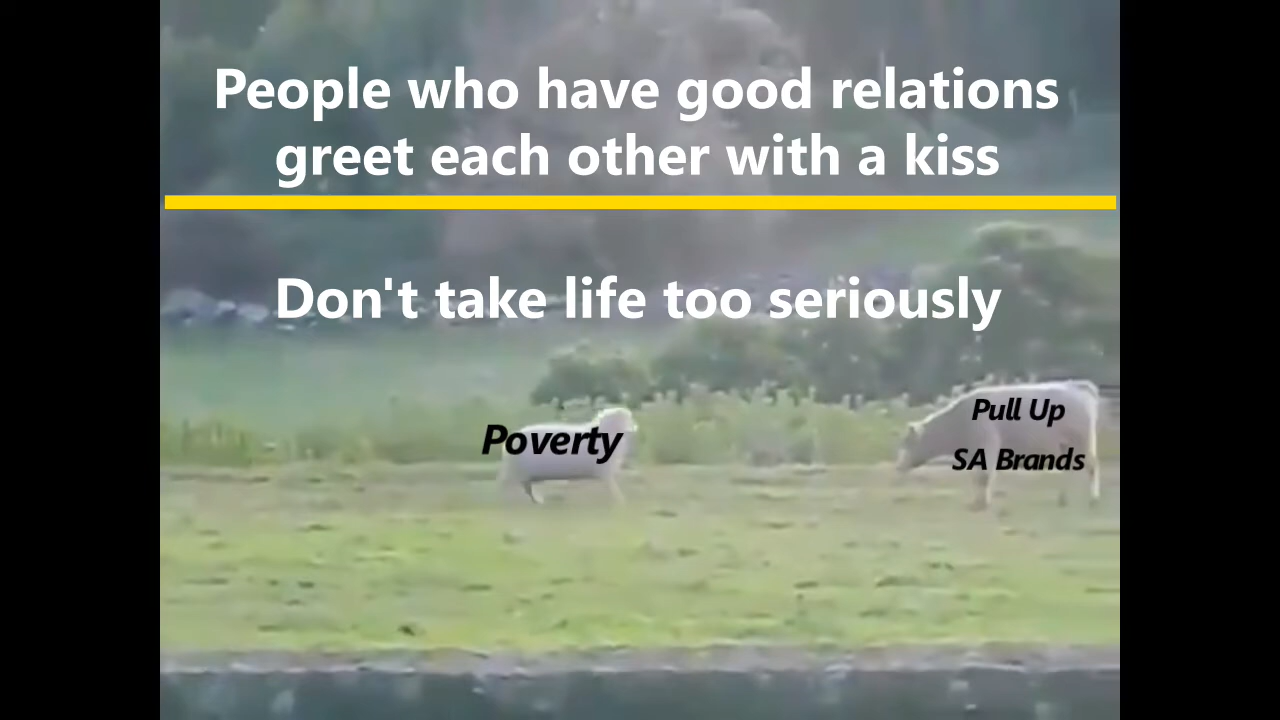 People who have good relations
greet each other with a kiss
Don't take life too seriously
Poverty
Pull Up
SA Brands